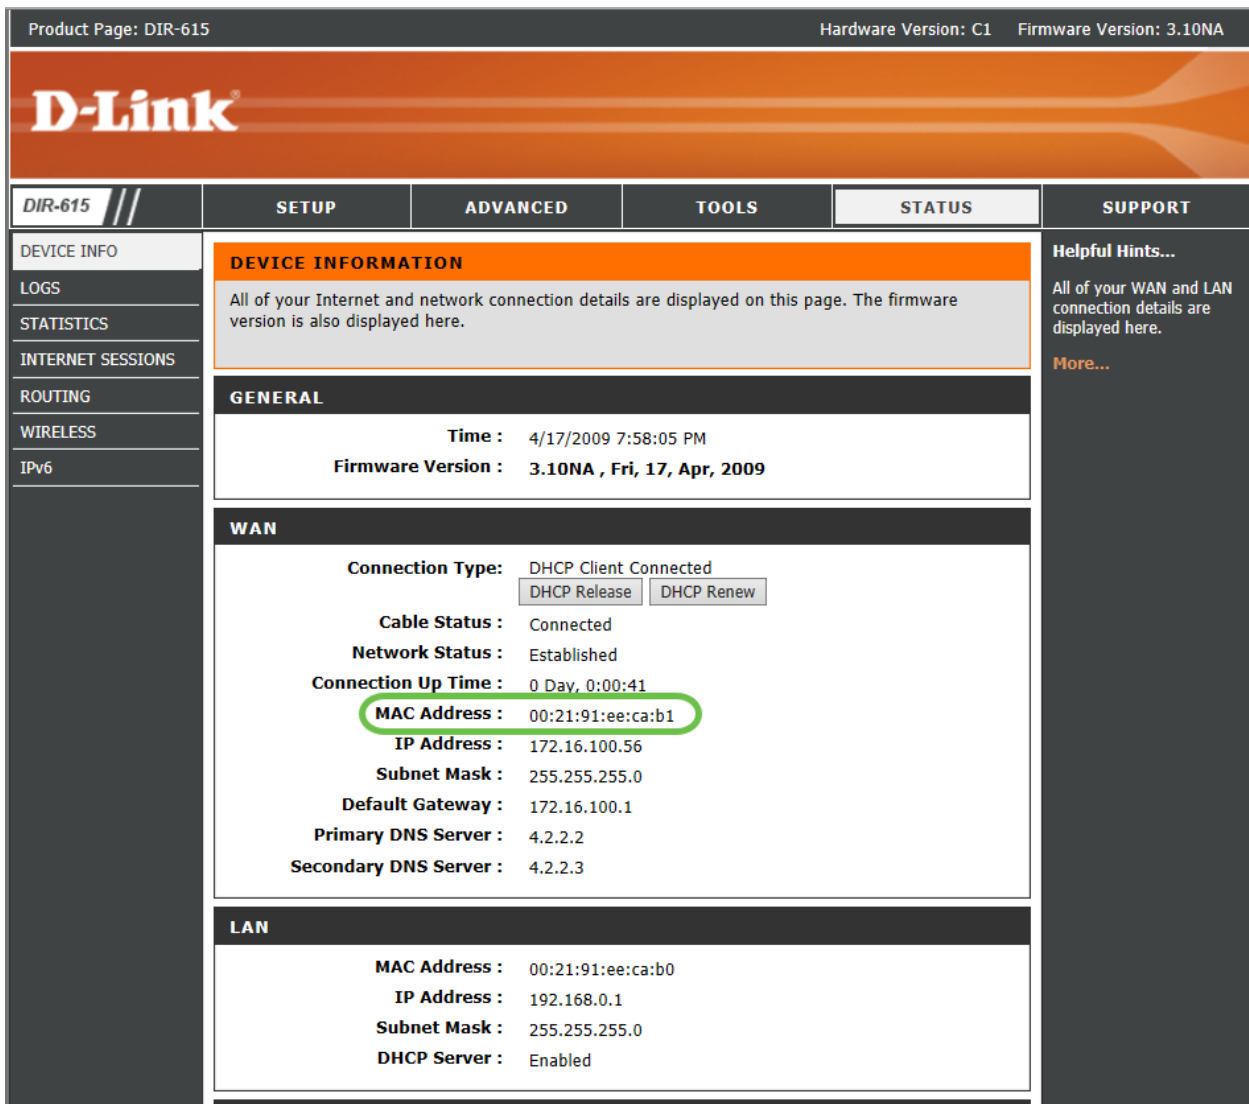 Product Page: DIR-615 Hardware Version: C1 Firmware Version: 3.10NA
D-Link®
DIR-615 SETUP ADVANCED TOOLS STATUS SUPPORT
DEVICE INFO
LOGS
STATISTICS
INTERNET SESSIONS
ROUTING
WIRELESS
IPv6
DEVICE INFORMATION
All of your Internet and network connection details are displayed on this page. The firmware
version is also displayed here.
GENERAL
Time : 4/17/2009 7:58:05 PM
Firmware Version : 3.10NA , Fri, 17, Apr, 2009
WAN
Connection Type: DHCP Client Connected
DHCP Release DHCP Renew
Cable Status : Connected
Network Status : Established
Connection Up Time : 0 Day, 0:00:41
MAC Address : 00:21:91:ee:ca:b1
IP Address : 172.16.100.56
Subnet Mask : 255.255.255.0
Default Gateway : 172.16.100.1
Primary DNS Server : 4.2.2.2
Secondary DNS Server : 4.2.2.3
LAN
MAC Address : 00:21:91:ee:ca:b0
IP Address : 192.168.0.1
Subnet Mask : 255.255.255.0
DHCP Server : Enabled
Helpful Hints...
All of your WAN and LAN
connection details are
displayed here.
More...